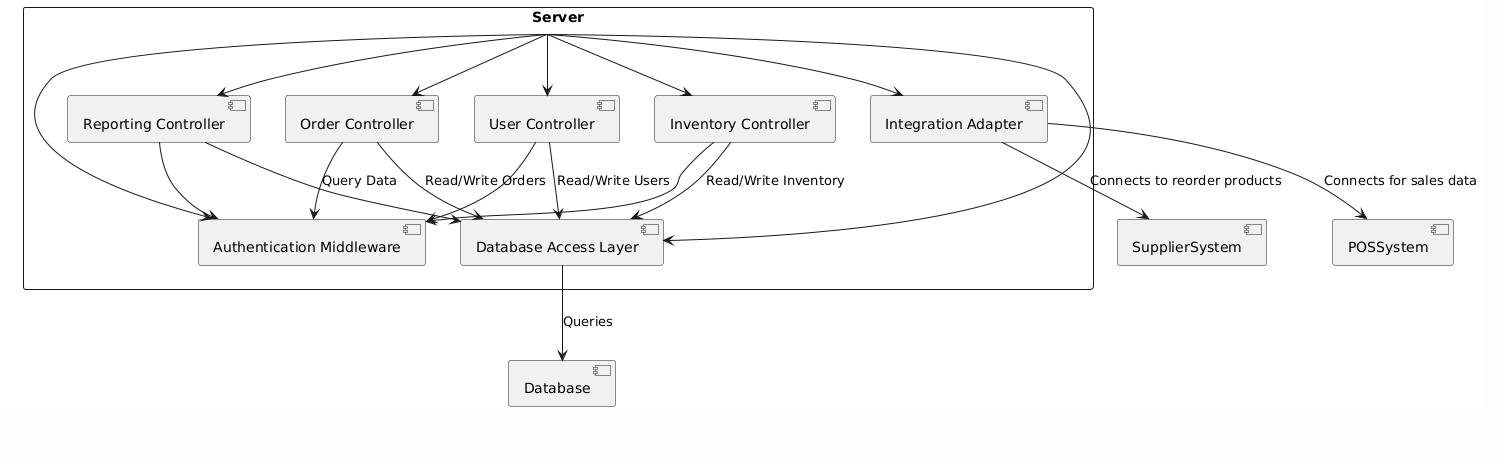 Server
Reporting Controller
Order Controller
User Controller
Inventory Controller
Integration Adapter
Query Data
Read/Write Orders
Read/Write Users
Read/Write Inventory
Connects to reorder products
Connects for sales data
Authentication Middleware
Database Access Layer
SupplierSystem
POSSystem
Queries
Database